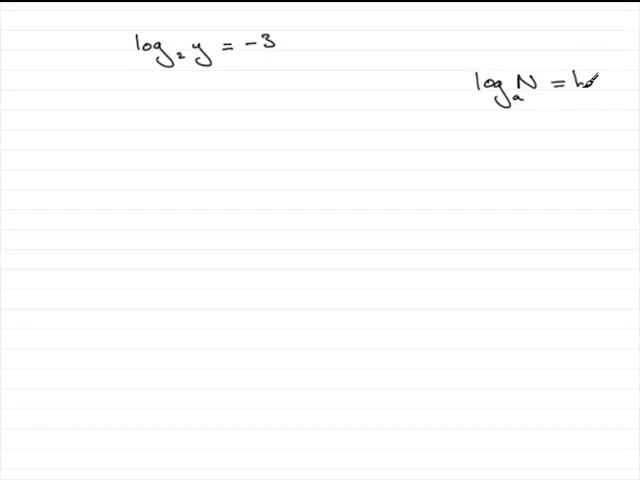 log₂ y = -3
logₐ N =